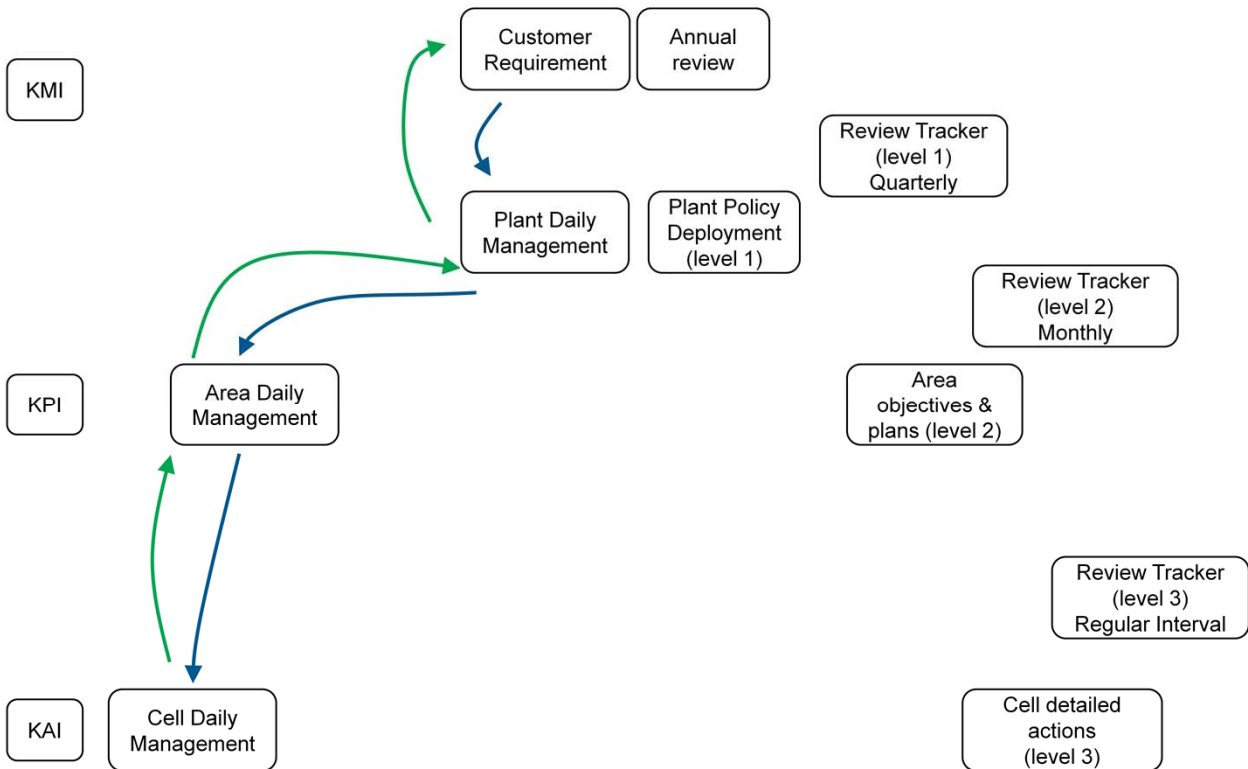 Customer
Requirement
Annual
review
KMI
Review Tracker
(level 1)
Quarterly
Plant Daily
Management
Plant Policy
Deployment
(level 1)
Review Tracker
(level 2)
Monthly
KPI
Area Daily
Management
Area
objectives &
plans (level 2)
Review Tracker
(level 3)
Regular Interval
KAI
Cell Daily
Management
Cell detailed
actions
(level 3)